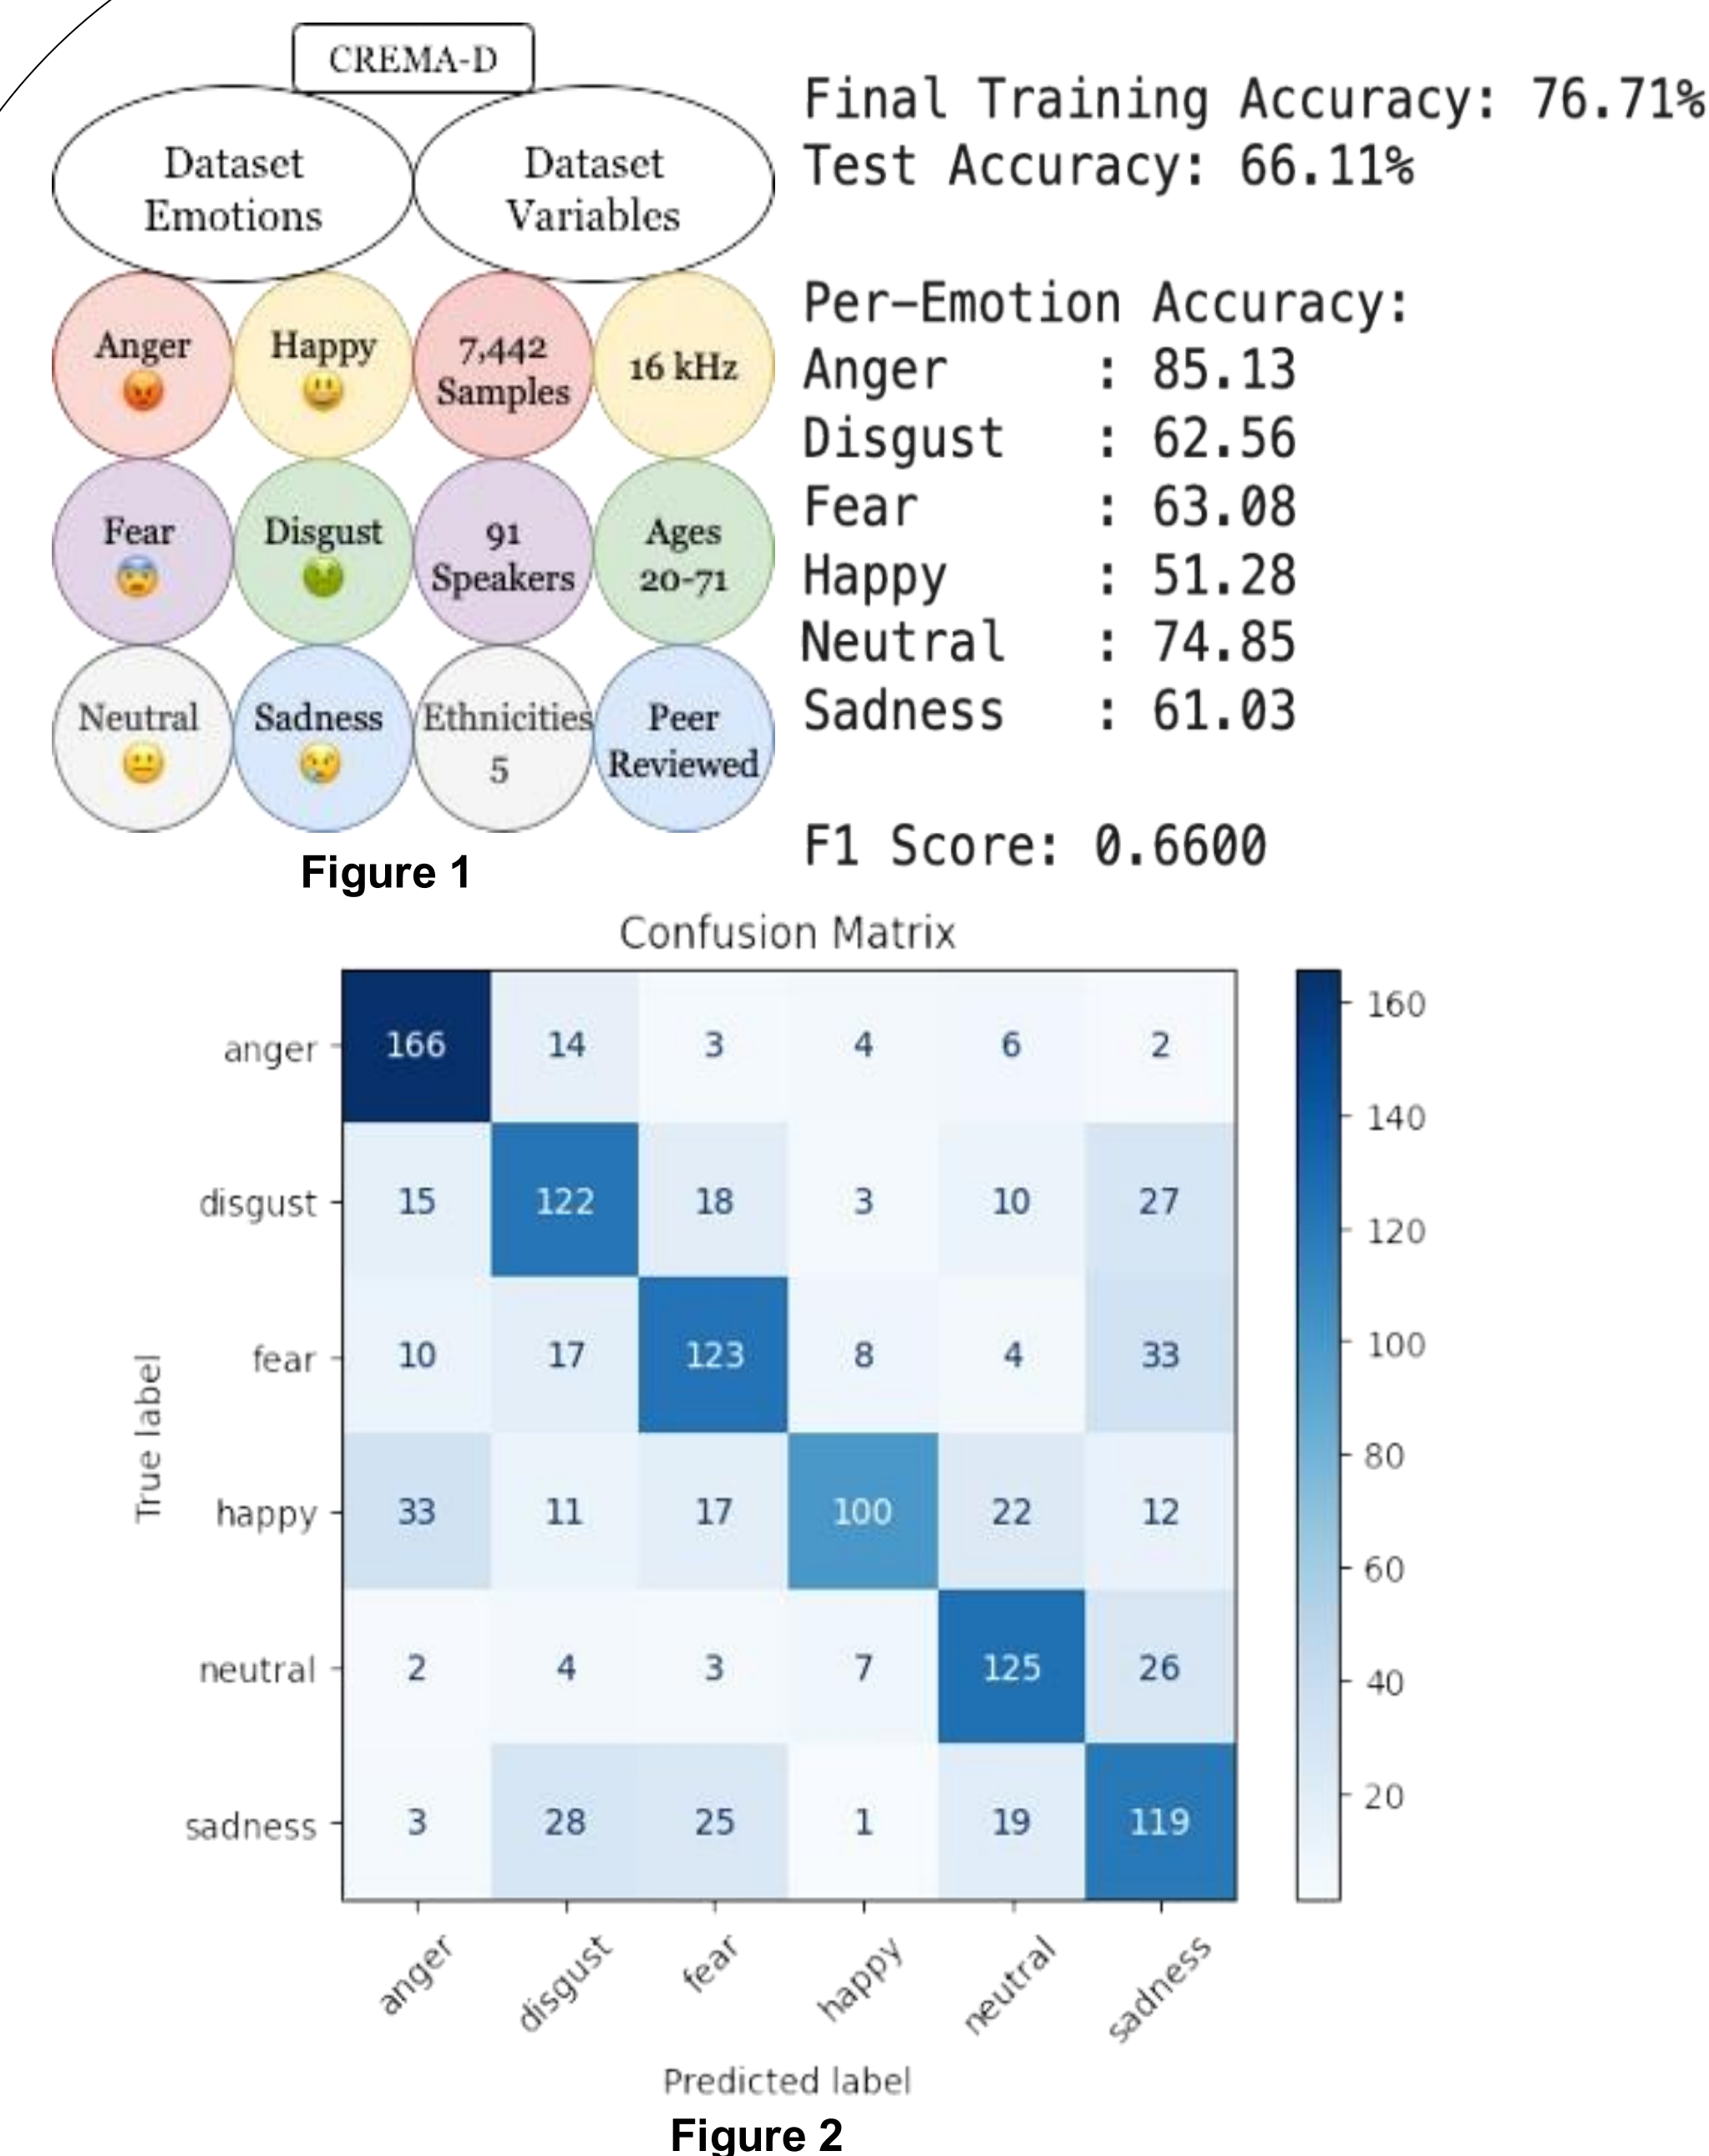 CREMA-D
Dataset
Emotions
Dataset
Variables
Anger
Happy
7,442
Samples
16 kHz
Fear
Disgust
91
Speakers
Ages
20-71
Neutral
Sadness
Ethnicities
5
Peer
Reviewed
Figure 1
Final Training Accuracy: 76.71%
Test Accuracy: 66.11%
Per-Emotion Accuracy:
Anger : 85.13
Disgust : 62.56
Fear : 63.08
Happy : 51.28
Neutral : 74.85
Sadness : 61.03
F1 Score: 0.6600
Confusion Matrix
True label
anger 166 14 3 4 6 2
disgust 15 122 18 3 10 27
fear 10 17 123 8 4 33
happy 33 11 17 100 22 12
neutral 2 4 3 7 125 26
sadness 3 28 25 1 19 119
anger disgust fear happy neutral sadness
Predicted label
160
140
120
100
80
60
40
20
Figure 2